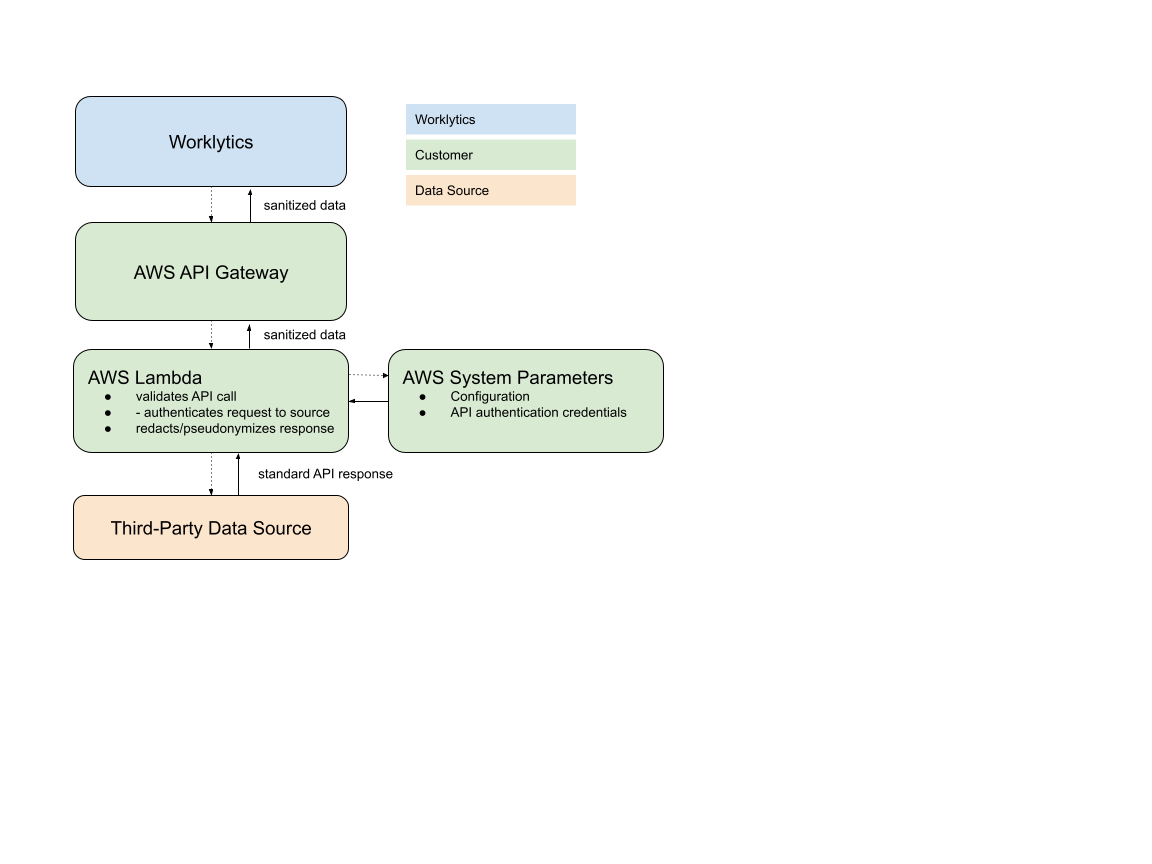 Worklytics
Worklytics
Customer
Data Source
sanitized data
AWS API Gateway
sanitized data
AWS Lambda
● validates API call
● - authenticates request to source
● redacts/pseudonymizes response
AWS System Parameters
● Configuration
● API authentication credentials
standard API response
Third-Party Data Source